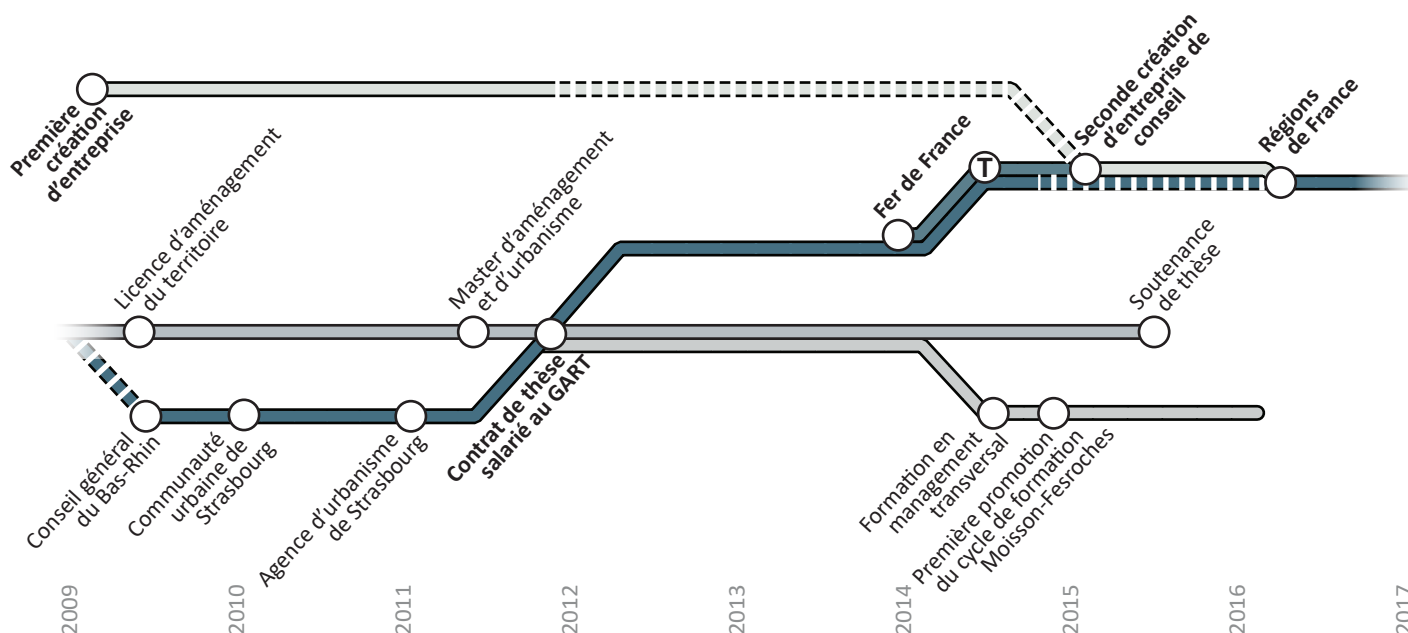 Première
création
d'entreprise
Licence d'aménagement
du territoire
Master d'aménagement
et d'urbanisme
Fer de France
T
Seconde création
d'entreprise de
conseil
Régions
de France
Soutenance
de thèse
Conseil général
du Bas-Rhin
Communauté
urbaine de
Strasbourg
Agence d'urbanisme
de Strasbourg
Contrat de thèse
salarié au GART
Formation en
management
transversal
Première promotion
du cycle de formation
Moisson-Fesroches
2009
2010
2011
2012
2013
2014
2015
2016
2017